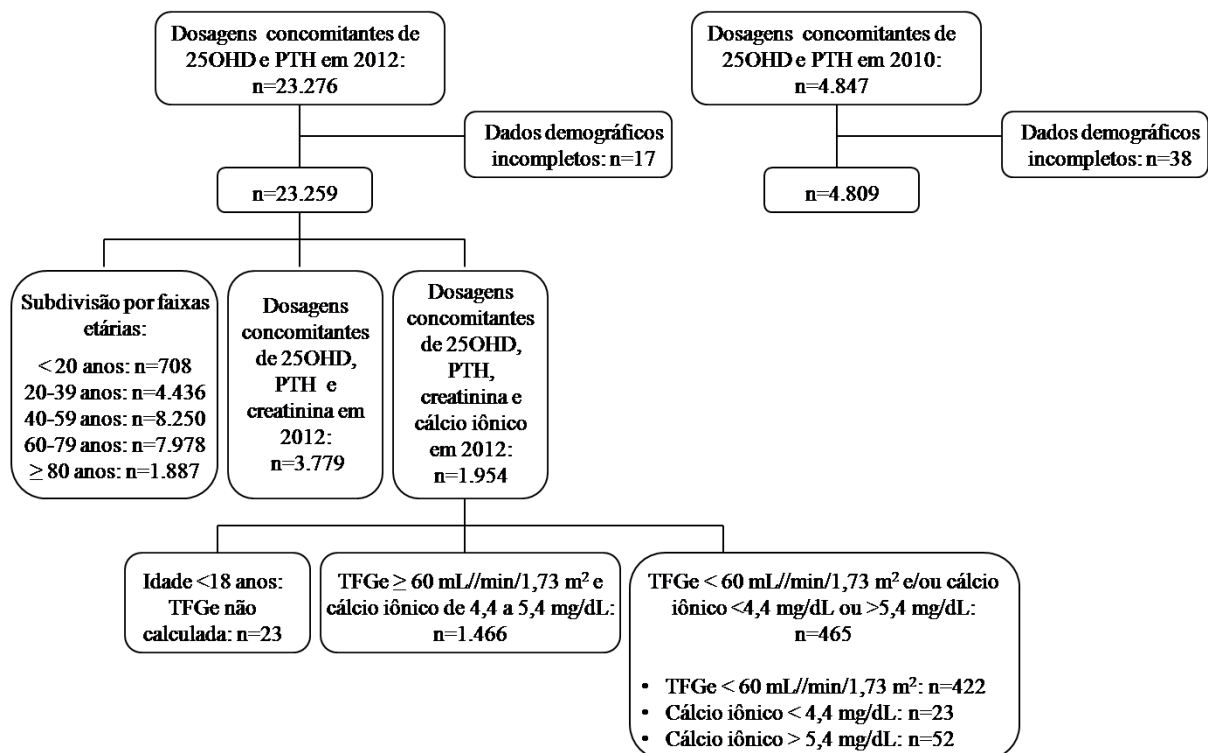 Dosagens concomitantes de
25OHD e PTH em 2012:
n=23.276
Dosagens concomitantes de
25OHD e PTH em 2010:
n=4.847
Dados demográficos
incompletos: n=17
Dados demográficos
incompletos: n=38
n=23.259
n=4.809
Subdivisão por faixas
etárias:
< 20 anos: n=708
20-39 anos: n=4.436
40-59 anos: n=8.250
60-79 anos: n=7.978
≥ 80 anos: n=1.887
Dosagens
concomitantes
de 25OHD,
PTH e
creatinina em
2012:
n=3.779
Dosagens
concomitantes
de 25OHD,
PTH,
creatinina e
cálcio iônico
em 2012:
n=1.954
Idade <18 anos:
TFGe não
calculada: n=23
TFGe ≥ 60 mL//min/1,73 m² e
cálcio iônico de 4,4 a 5,4 mg/dL:
n=1.466
TFGe < 60 mL//min/1,73 m² e/ou cálcio
iônico <4,4 mg/dL ou >5,4 mg/dL:
n=465
• TFGe < 60 mL//min/1,73 m²: n=422
• Cálcio iônico < 4,4 mg/dL: n=23
• Cálcio iônico > 5,4 mg/dL: n=52